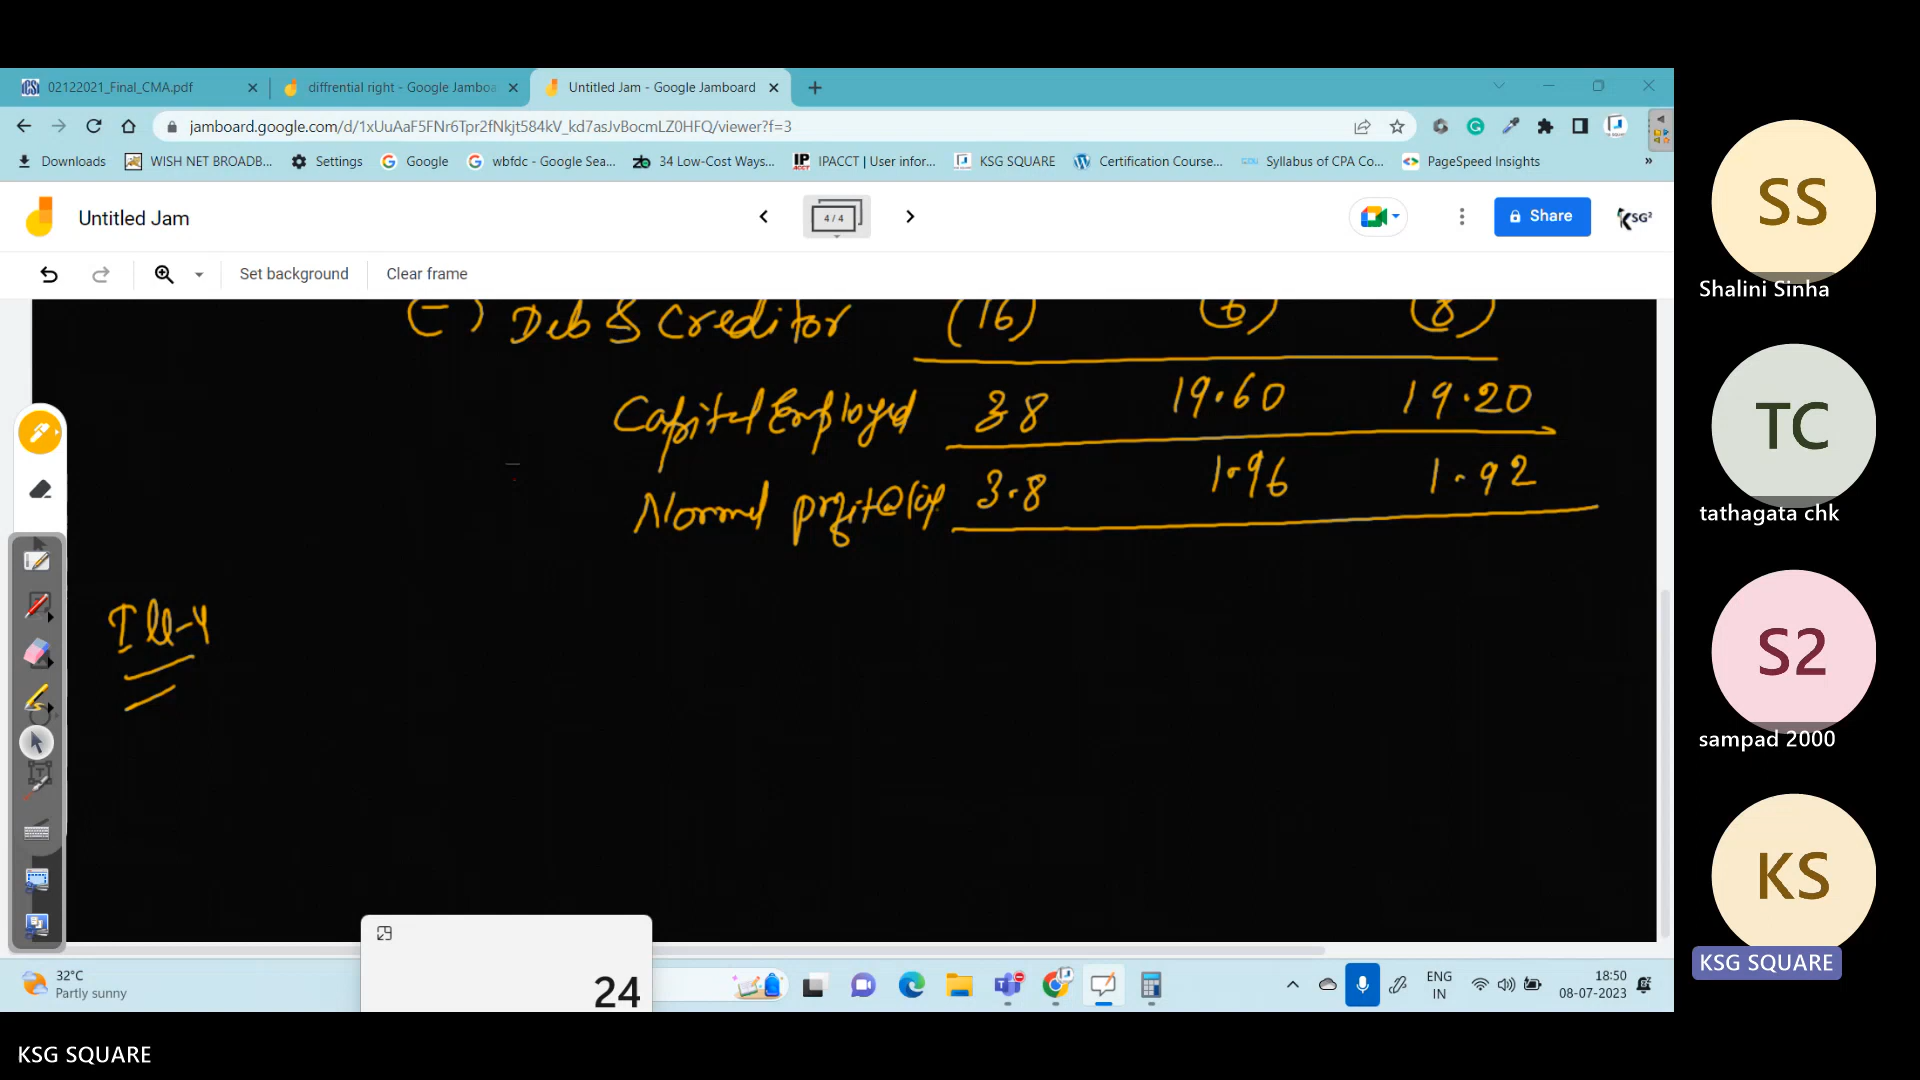 02122021_Final_CMA.pdf
diffrential right - Google Jamboa
Untitled Jam - Google Jamboard
jamboard.google.com/d/1xUuAaF5FNr6Tpr2fNkjt584kV_kd7asJvBocmLZ0HFQ/viewer?f=3
Downloads WISH NET BROADB... Settings Google wbfdc - Google Sea... 34 Low-Cost Ways... IPACCT | User infor... KSG SQUARE Certification Course... Syllabus of CPA Co... PageSpeed Insights »
Untitled Jam
4 / 4
Share
KSG²
Set background Clear frame
(-) Deb & Creditor (16) (6) (8)
Capital Employed 38 19.60 19.20
Normal profit@ 3.8 1.96 1.92
Ill-4
24
32°C
Partly sunny
ENG
IN
18:50
08-07-2023
SS
Shalini Sinha
TC
tathagata chk
S2
sampad 2000
KS
KSG SQUARE
KSG SQUARE